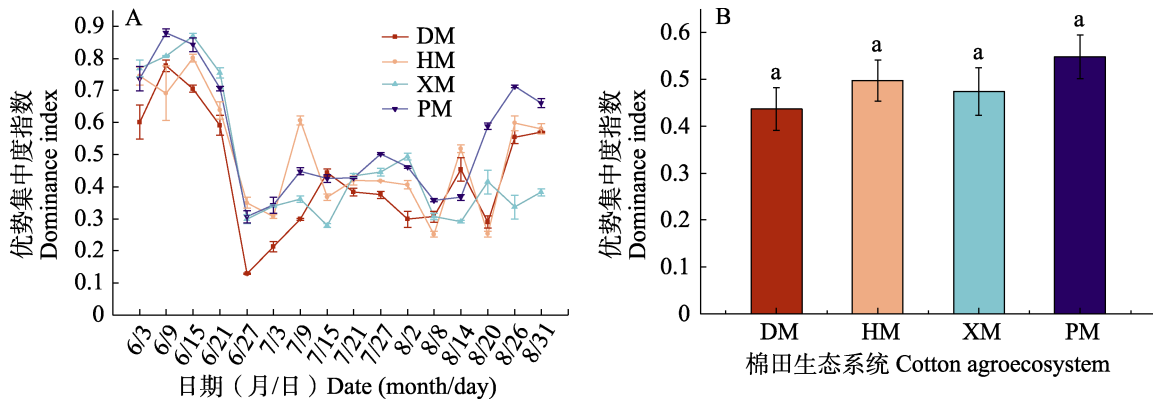 A
优势集中度指数
Dominance index
0.9
0.8
0.7
0.6
0.5
0.4
0.3
0.2
0.1
0
DM
HM
XM
PM
6/3 6/9 6/15 6/21 6/27 7/3 7/9 7/15 7/21 7/27 8/2 8/8 8/14 8/20 8/26 8/31
日期（月/日）Date (month/day)
B
优势集中度指数
Dominance index
0.6
0.5
0.4
0.3
0.2
0.1
0
a a a a
DM HM XM PM
棉田生态系统 Cotton agroecosystem